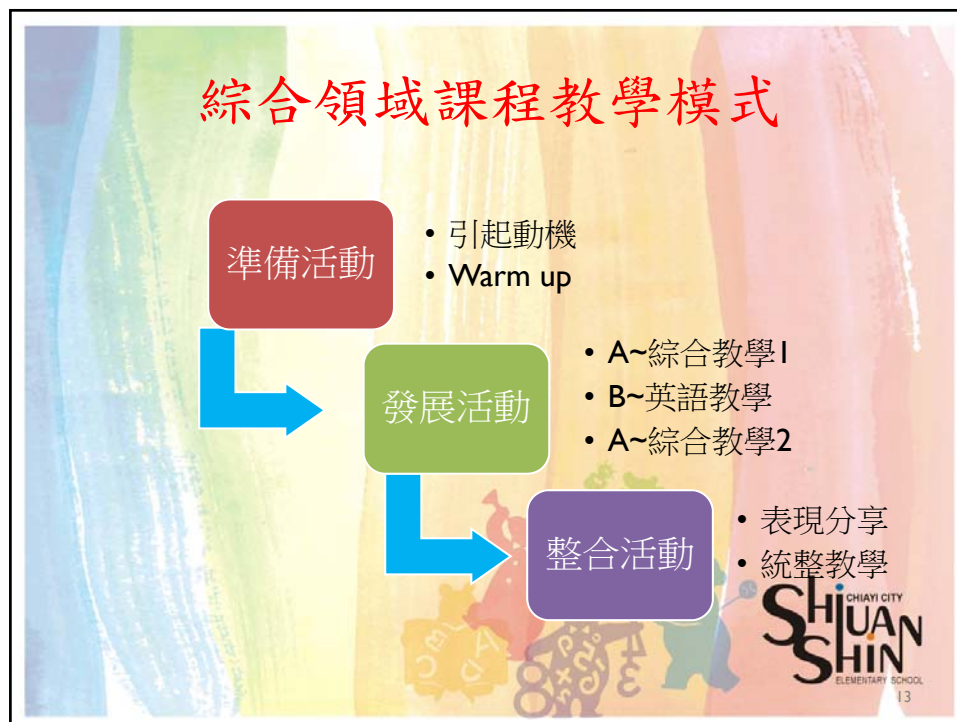 綜合領域課程教學模式
準備活動
• 引起動機
• Warm up
發展活動
• A~綜合教學1
• B~英語教學
• A~綜合教學2
整合活動
• 表現分享
• 統整教學
CHIAYI CITY
SHIUAN
SHIN
ELEMENTARY SCHOOL
13